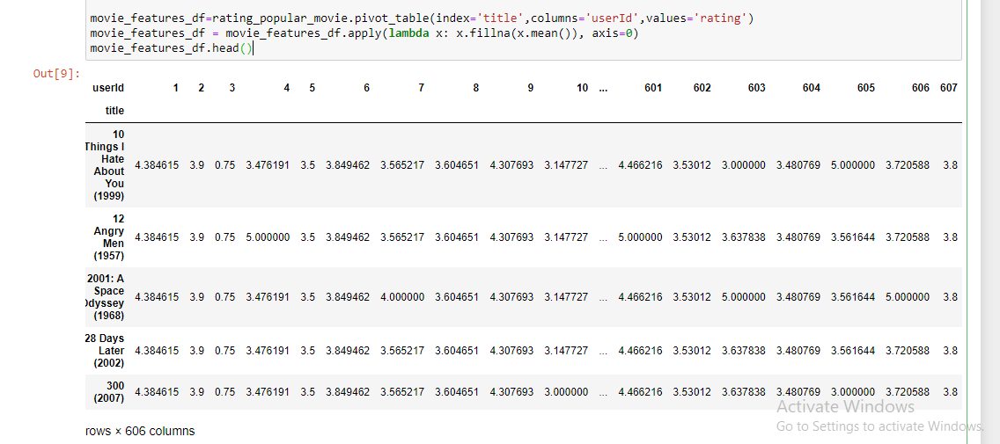 movie_features_df=rating_popular_movie.pivot_table(index='title',columns='userId',values='rating')
movie_features_df = movie_features_df.apply(lambda x: x.fillna(x.mean()), axis=0)
movie_features_df.head()
Out[9]:
userId 1 2 3 4 5 6 7 8 9 10 ... 601 602 603 604 605 606 607
title
10
Things I
Hate
About
You
(1999)
4.384615 3.9 0.75 3.476191 3.5 3.849462 3.565217 3.604651 4.307693 3.147727 ... 4.466216 3.53012 3.000000 3.480769 5.000000 3.720588 3.8
12
Angry
Men
(1957)
4.384615 3.9 0.75 5.000000 3.5 3.849462 3.565217 3.604651 4.307693 3.147727 ... 5.000000 3.53012 3.637838 3.480769 3.561644 3.720588 3.8
2001: A
Space
Odyssey
(1968)
4.384615 3.9 0.75 3.476191 3.5 3.849462 4.000000 3.604651 4.307693 3.147727 ... 4.466216 3.53012 5.000000 3.480769 3.561644 5.000000 3.8
28 Days
Later
(2002)
4.384615 3.9 0.75 3.476191 3.5 3.849462 3.565217 3.604651 4.307693 3.147727 ... 4.466216 3.53012 3.637838 3.480769 3.561644 3.720588 3.8
300
(2007)
4.384615 3.9 0.75 3.476191 3.5 3.849462 3.565217 3.604651 4.307693 3.000000 ... 4.466216 3.53012 3.637838 3.480769 3.000000 3.720588 3.8
Activate Windows
Go to Settings to activate Windows.
rows × 606 columns